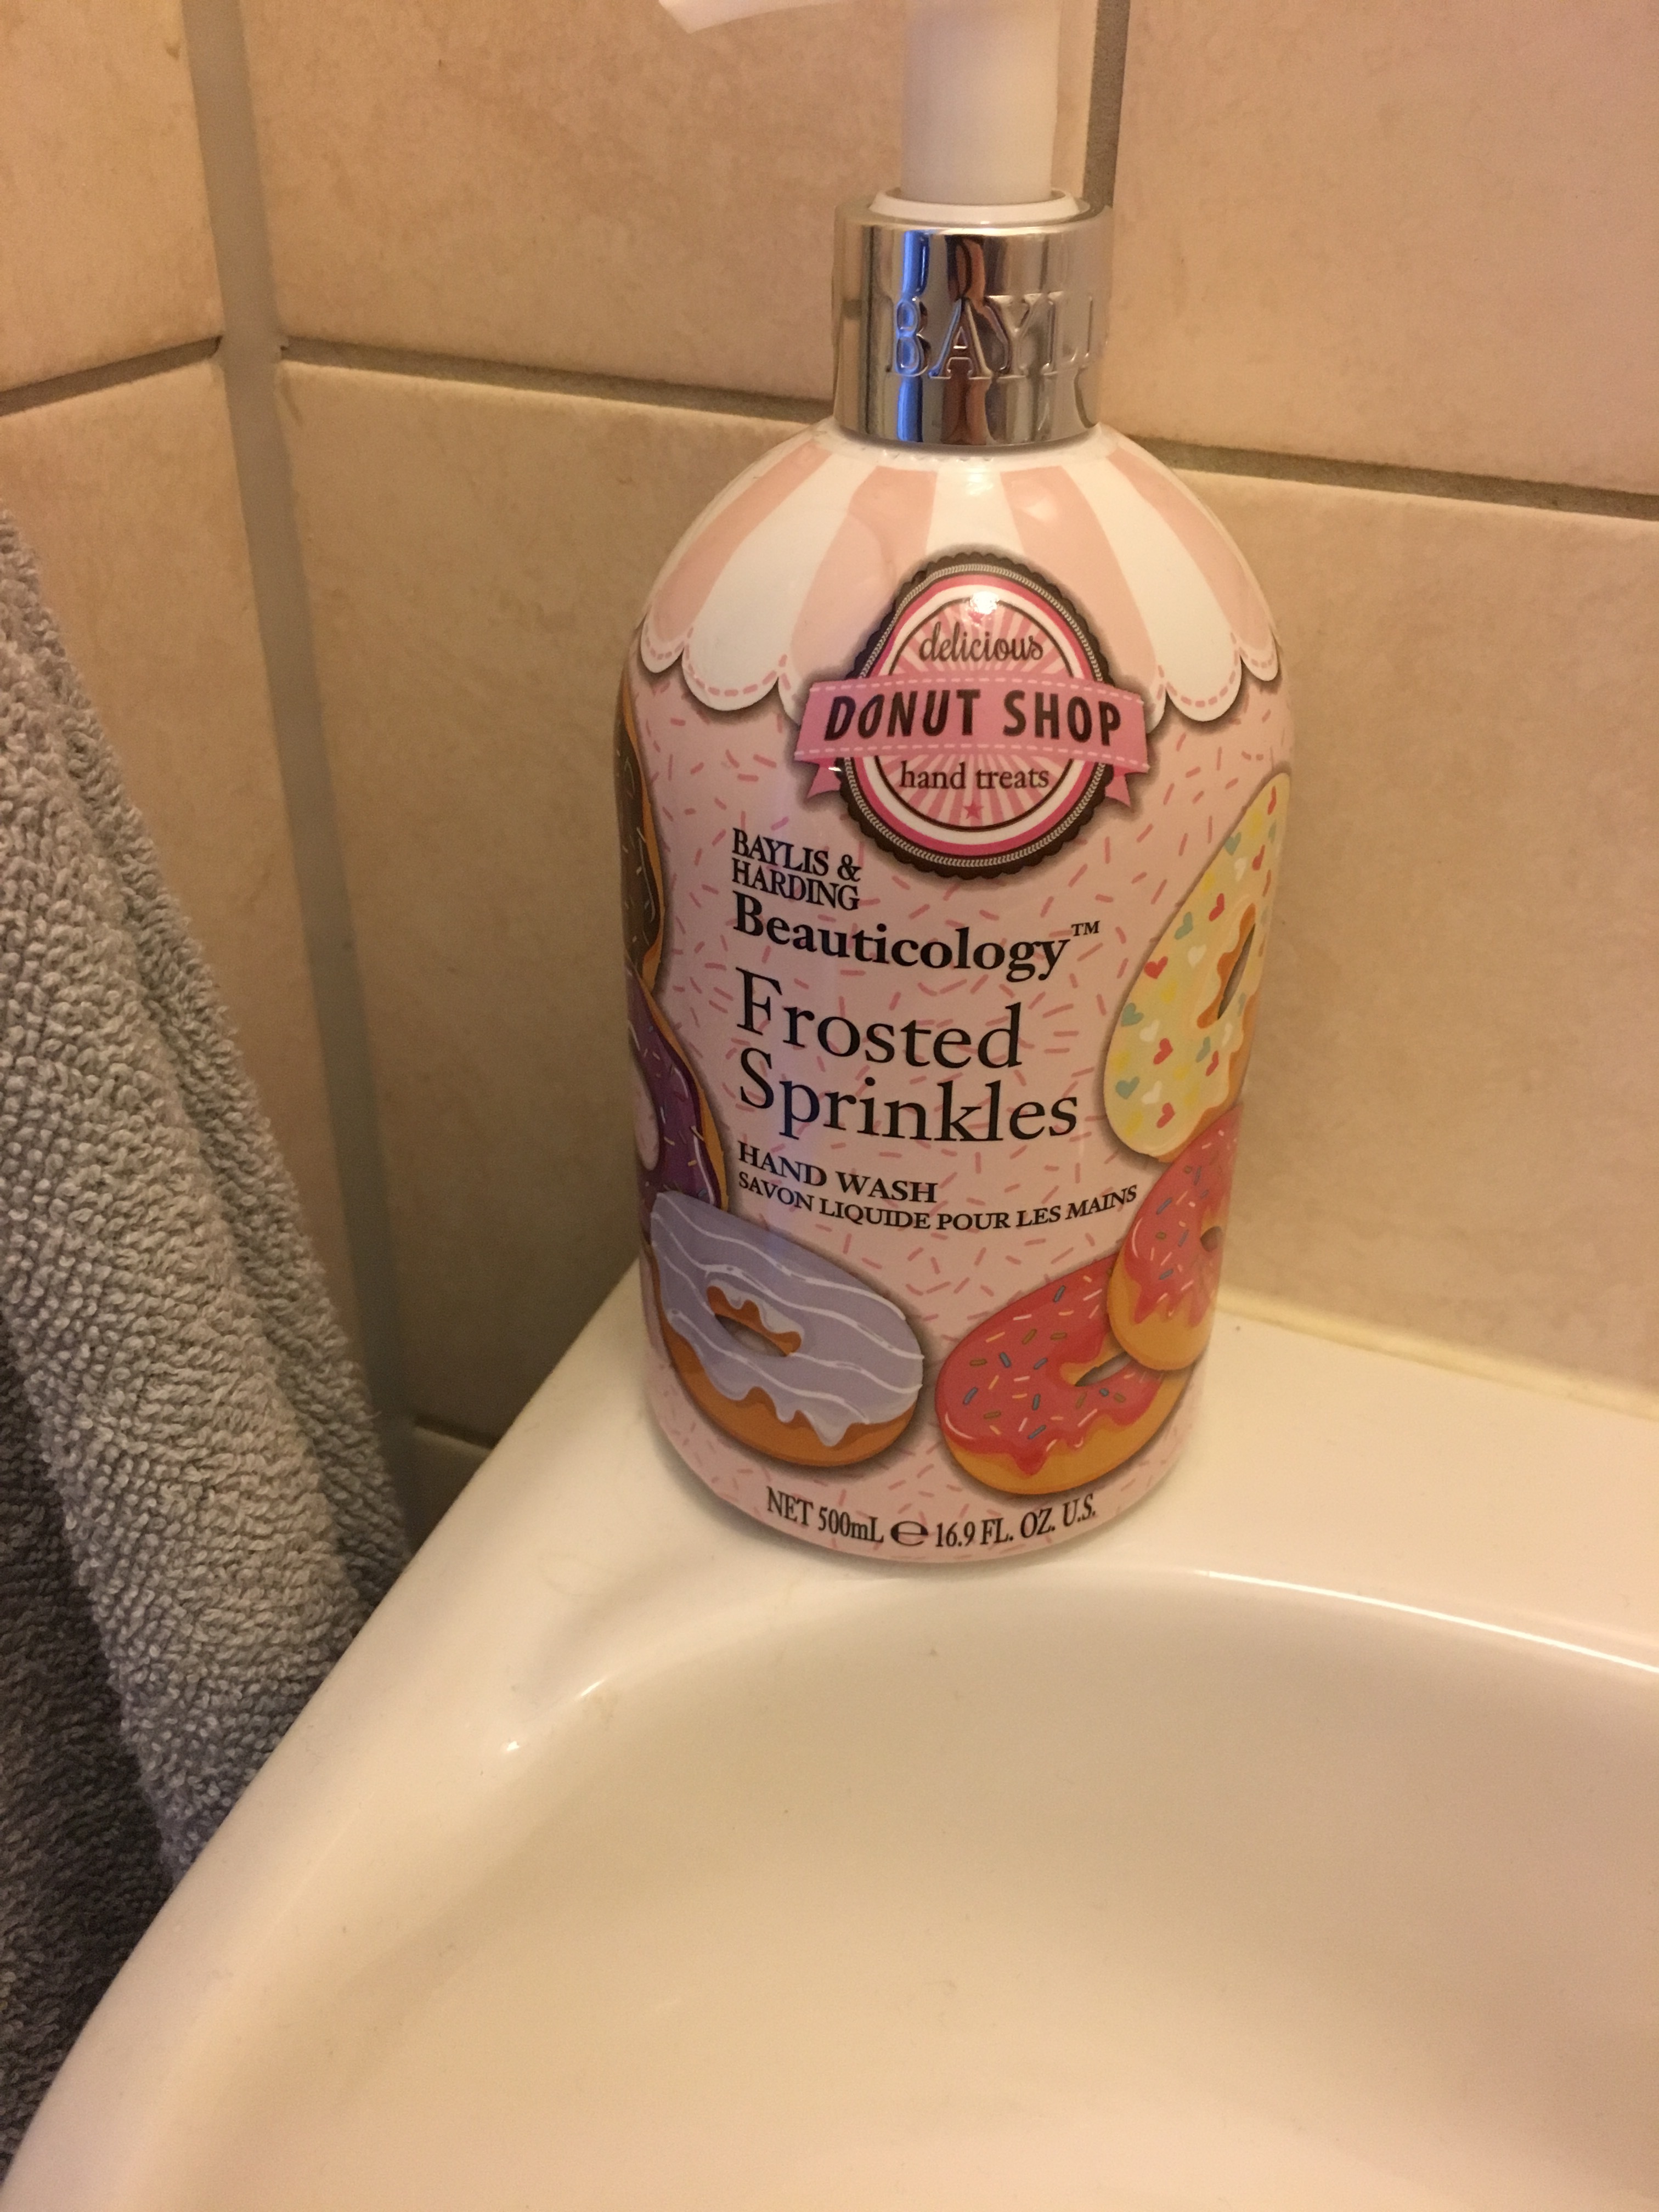 BAYLI
delicious
DONUT SHOP
hand treats
BAYLIS &
HARDING
Beauticology™
Frosted
Sprinkles
HAND WASH
SAVON LIQUIDE POUR LES MAINS
NET 500mL ℮ 16.9 FL. OZ. U.S.